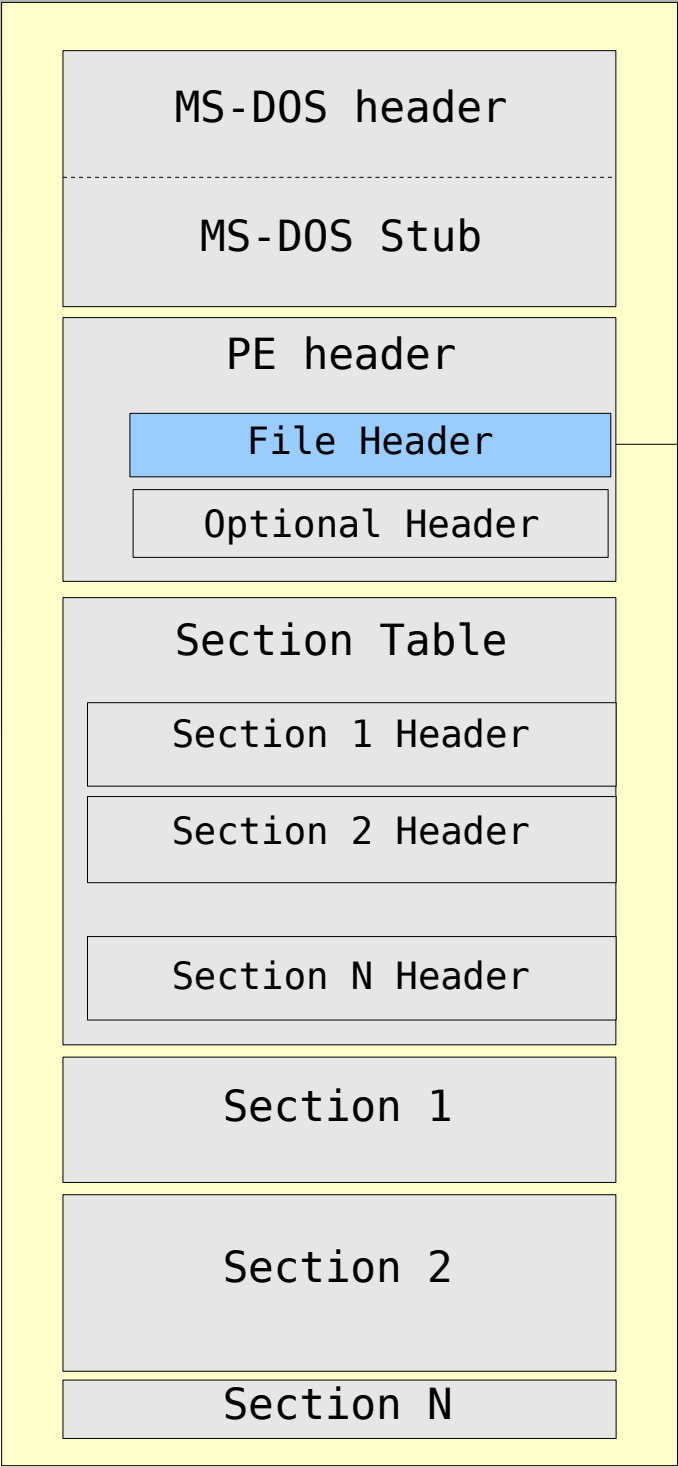 MS-DOS header
MS-DOS Stub
PE header
File Header
Optional Header
Section Table
Section 1 Header
Section 2 Header
Section N Header
Section 1
Section 2
Section N